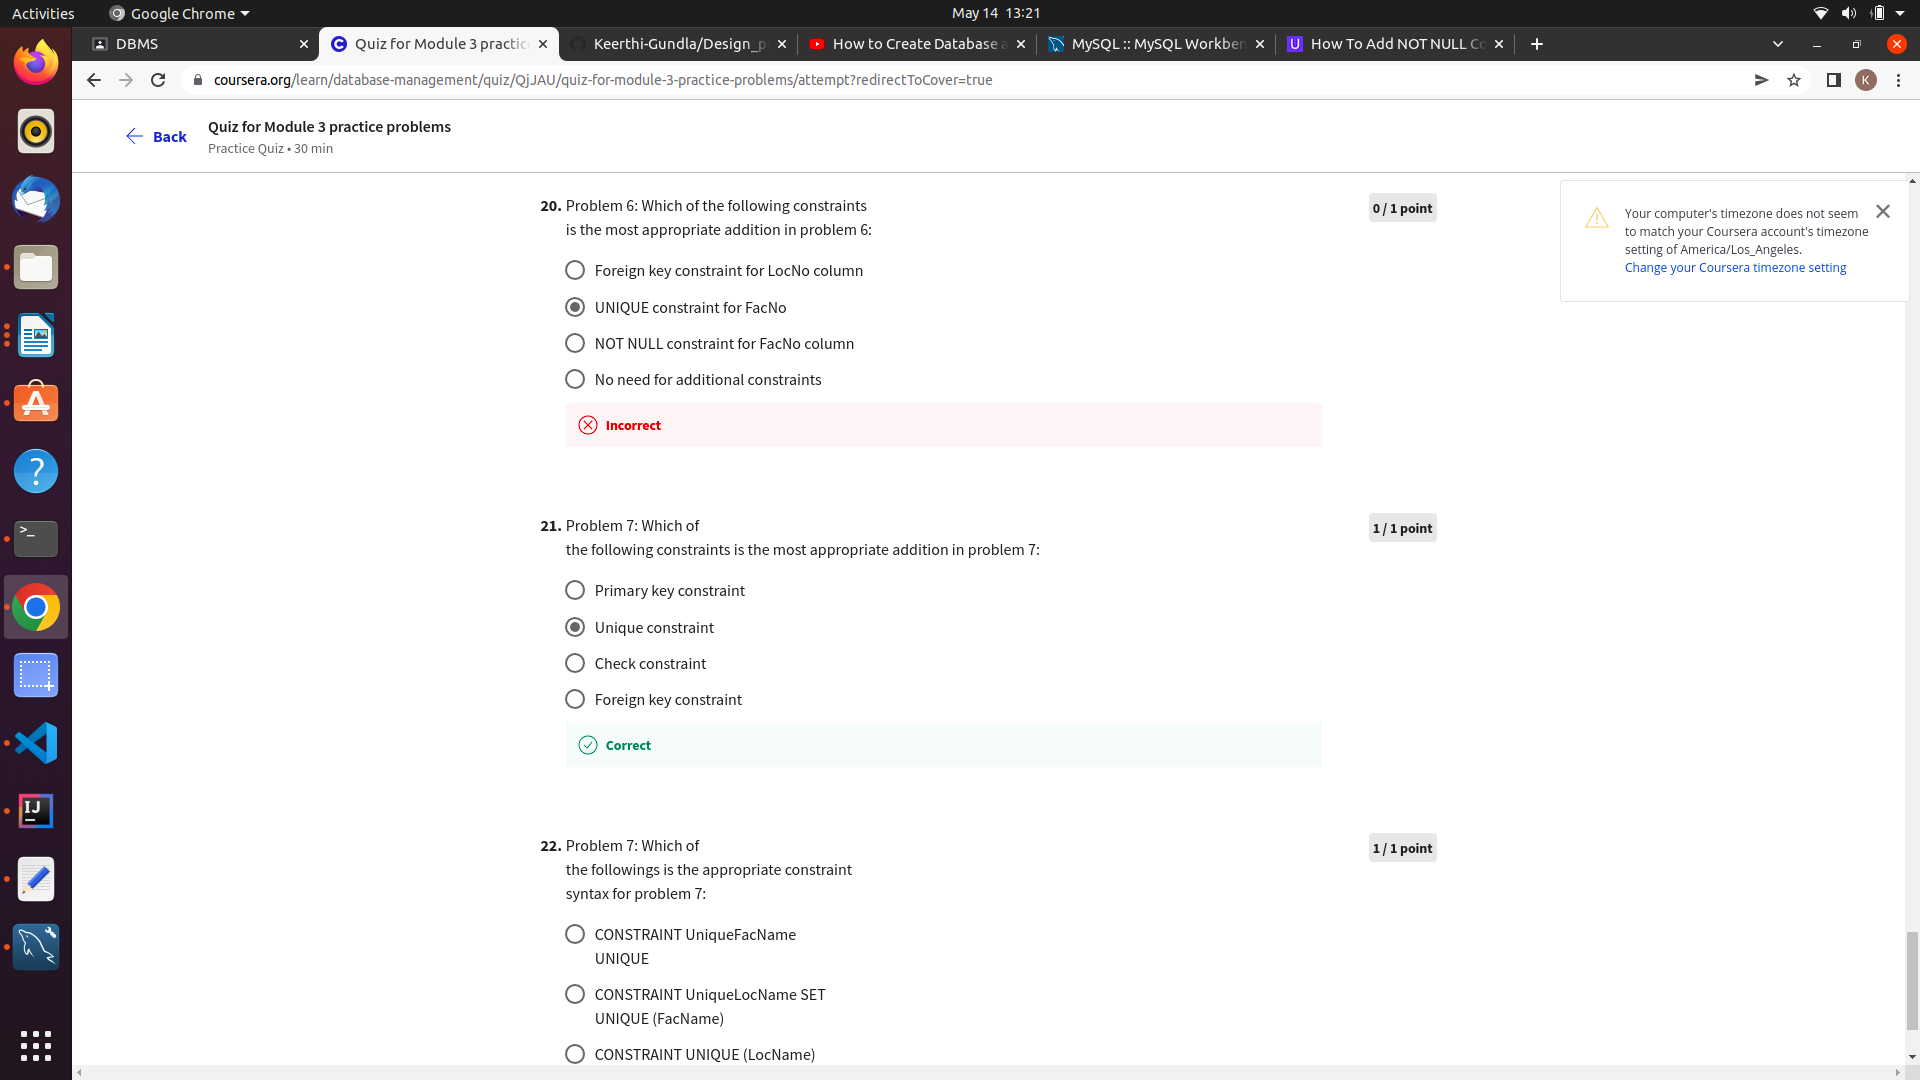 Activities
Google Chrome
May 14 13:21
DBMS
Quiz for Module 3 practic
Keerthi-Gundla/Design_p
How to Create Database a
MySQL :: MySQL Workben
U How To Add NOT NULL Co
coursera.org/learn/database-management/quiz/QjJAU/quiz-for-module-3-practice-problems/attempt?redirectToCover=true
K
Back
Quiz for Module 3 practice problems
Practice Quiz • 30 min
Your computer's timezone does not seem
to match your Coursera account's timezone
setting of America/Los_Angeles.
Change your Coursera timezone setting
20. Problem 6: Which of the following constraints
is the most appropriate addition in problem 6:
0 / 1 point
Foreign key constraint for LocNo column
UNIQUE constraint for FacNo
NOT NULL constraint for FacNo column
No need for additional constraints
Incorrect
21. Problem 7: Which of
the following constraints is the most appropriate addition in problem 7:
1 / 1 point
Primary key constraint
Unique constraint
Check constraint
Foreign key constraint
Correct
22. Problem 7: Which of
the followings is the appropriate constraint
syntax for problem 7:
1 / 1 point
CONSTRAINT UniqueFacName
UNIQUE
CONSTRAINT UniqueLocName SET
UNIQUE (FacName)
CONSTRAINT UNIQUE (LocName)
?
>_
IJ